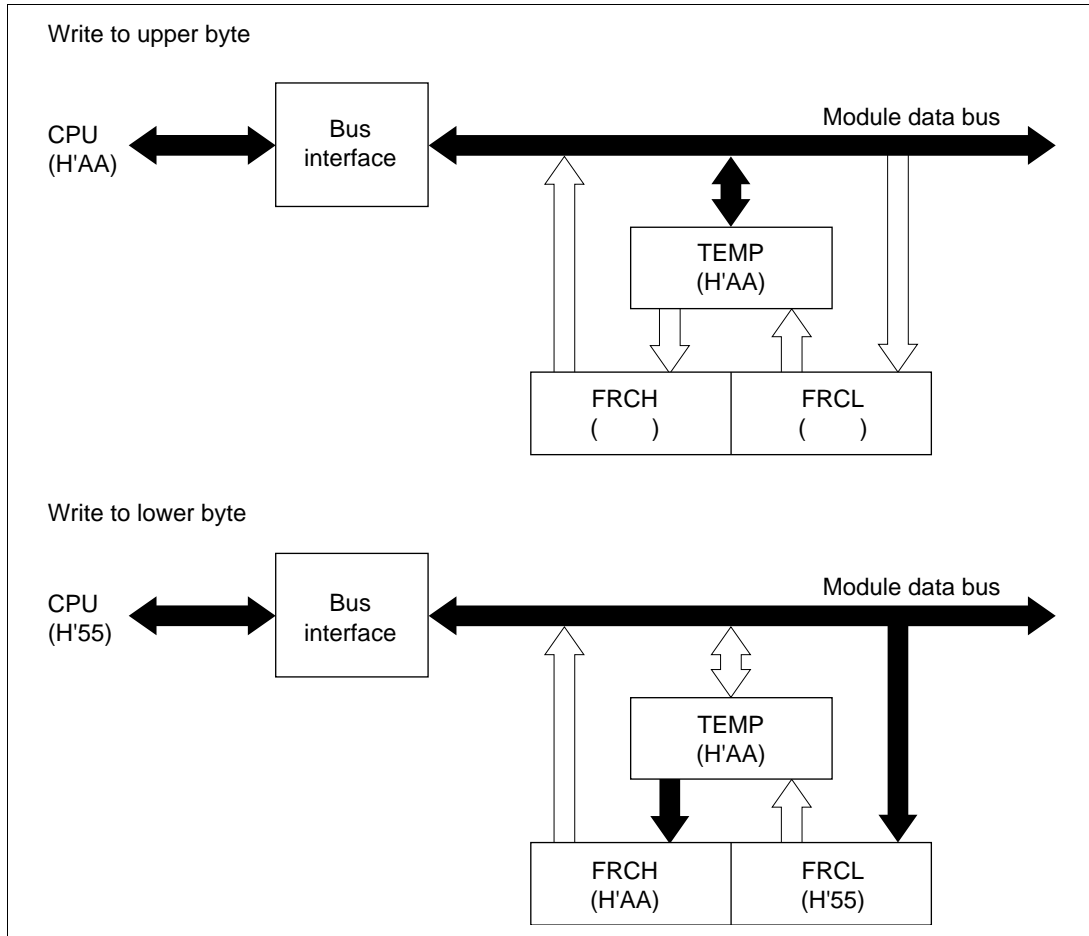 Write to upper byte
CPU
(H'AA)
Bus
interface
Module data bus
TEMP
(H'AA)
FRCH
(      )
FRCL
(      )
Write to lower byte
CPU
(H'55)
Bus
interface
Module data bus
TEMP
(H'AA)
FRCH
(H'AA)
FRCL
(H'55)